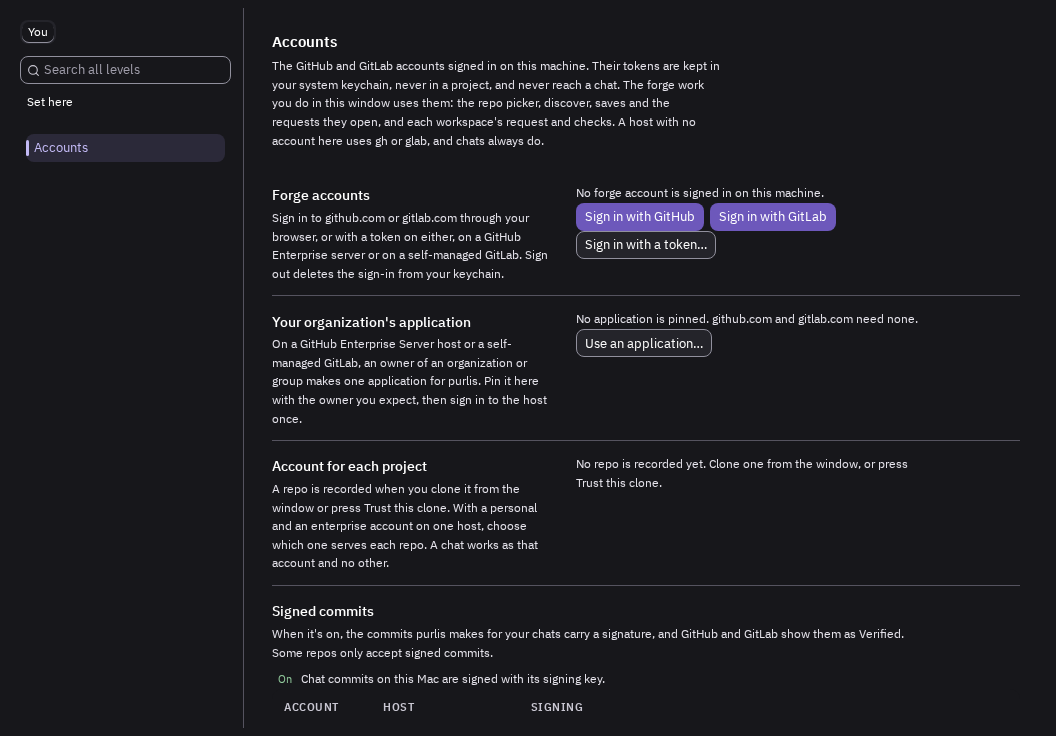 You
Search all levels
Set here
Accounts
Accounts
The GitHub and GitLab accounts signed in on this machine. Their tokens are kept in
your system keychain, never in a project, and never reach a chat. The forge work
you do in this window uses them: the repo picker, discover, saves and the
requests they open, and each workspace's request and checks. A host with no
account here uses gh or glab, and chats always do.
Forge accounts
Sign in to github.com or gitlab.com through your
browser, or with a token on either, on a GitHub
Enterprise server or on a self-managed GitLab. Sign
out deletes the sign-in from your keychain.
No forge account is signed in on this machine.
Sign in with GitHub
Sign in with GitLab
Sign in with a token…
Your organization's application
On a GitHub Enterprise Server host or a self-
managed GitLab, an owner of an organization or
group makes one application for purlis. Pin it here
with the owner you expect, then sign in to the host
once.
No application is pinned. github.com and gitlab.com need none.
Use an application…
Account for each project
A repo is recorded when you clone it from the
window or press Trust this clone. With a personal
and an enterprise account on one host, choose
which one serves each repo. A chat works as that
account and no other.
No repo is recorded yet. Clone one from the window, or press
Trust this clone.
Signed commits
When it's on, the commits purlis makes for your chats carry a signature, and GitHub and GitLab show them as Verified.
Some repos only accept signed commits.
On Chat commits on this Mac are signed with its signing key.
ACCOUNT HOST SIGNING